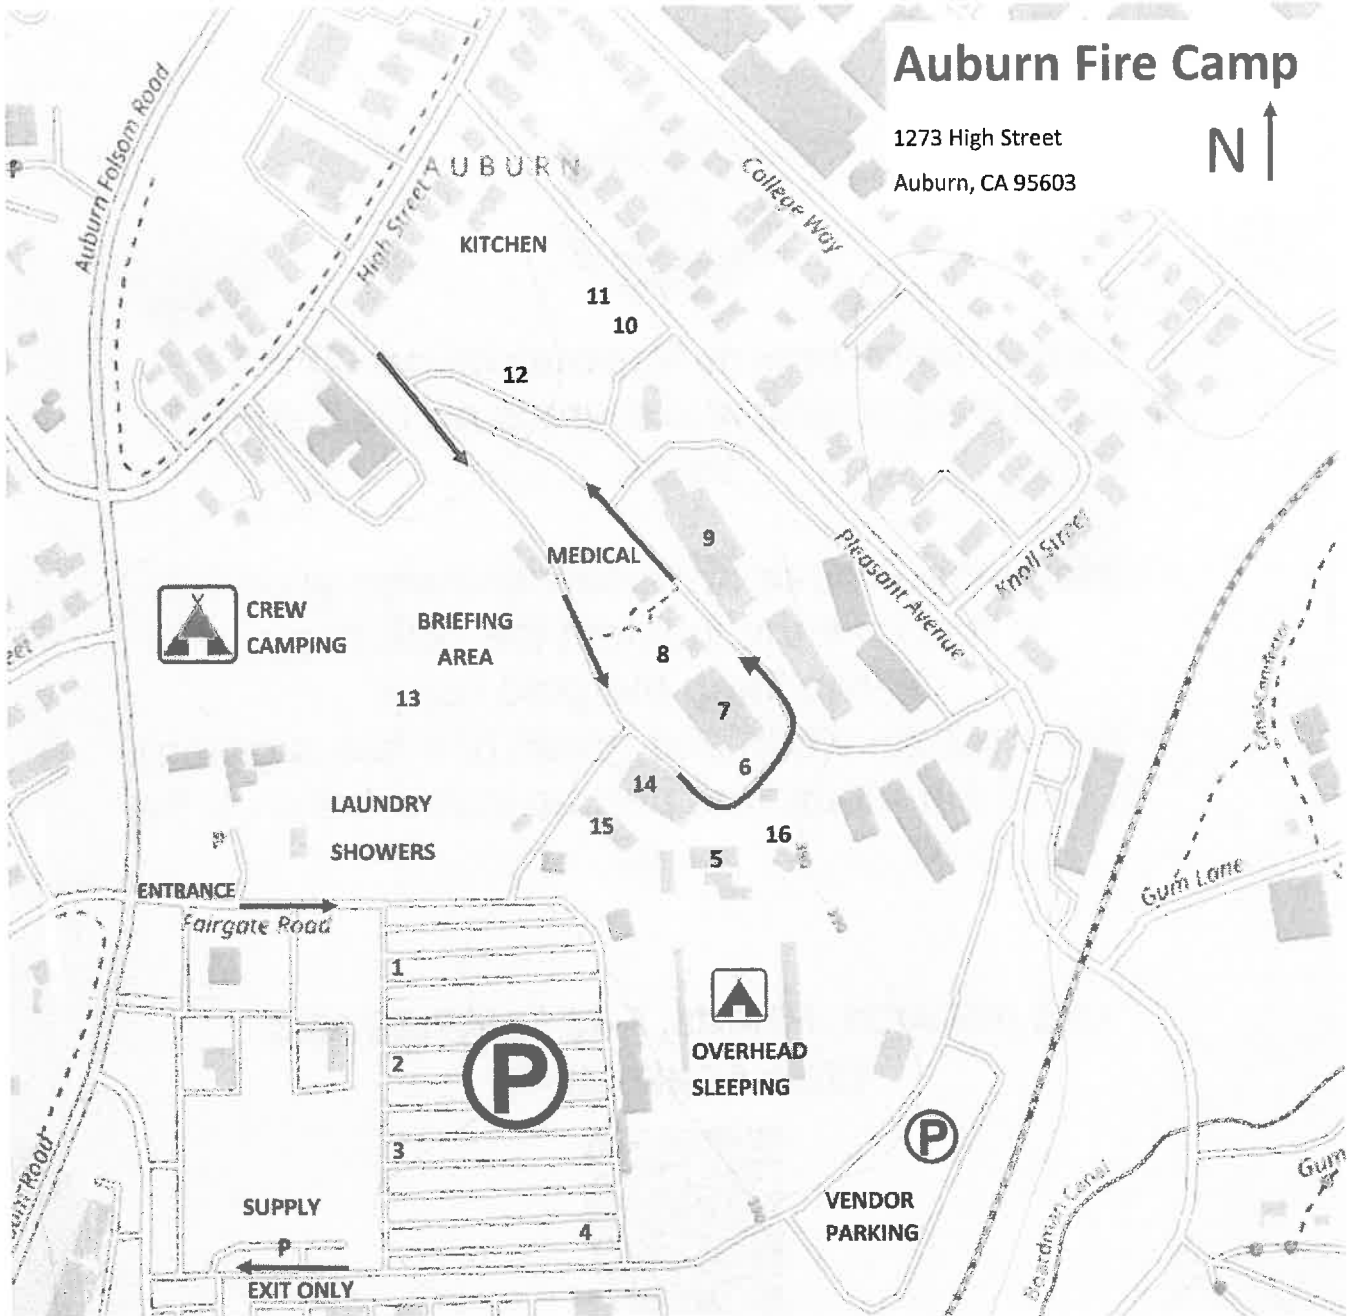 Auburn Fire Camp
1273 High Street
Auburn, CA 95603
N
Auburn Folsom Road
AUBURN
High Street
College Way
KITCHEN
11
10
12
P
9
MEDICAL
Pleasant Avenue
Knoll Street
CREW
CAMPING
BRIEFING
AREA
8
13
7
6
14
15
16
5
LAUNDRY
SHOWERS
ENTRANCE
Fairgate Road
Gum Lane
1
2
P
3
4
OVERHEAD
SLEEPING
P
VENDOR
PARKING
SUPPLY
P
EXIT ONLY
Boardman Canal
Gum
Road